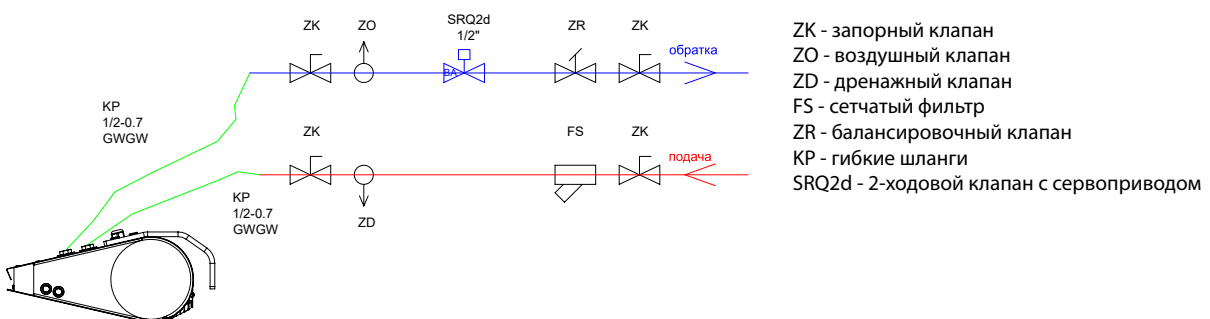 ZK ZO SRQ2d ZR ZK
1/2"
обратка
BA
KP
1/2-0.7
GWGW
ZK FS ZK
подача
KP
1/2-0.7
GWGW
ZD
ZK - запорный клапан
ZO - воздушный клапан
ZD - дренажный клапан
FS - сетчатый фильтр
ZR - балансировочный клапан
KP - гибкие шланги
SRQ2d - 2-ходовой клапан с сервоприводом